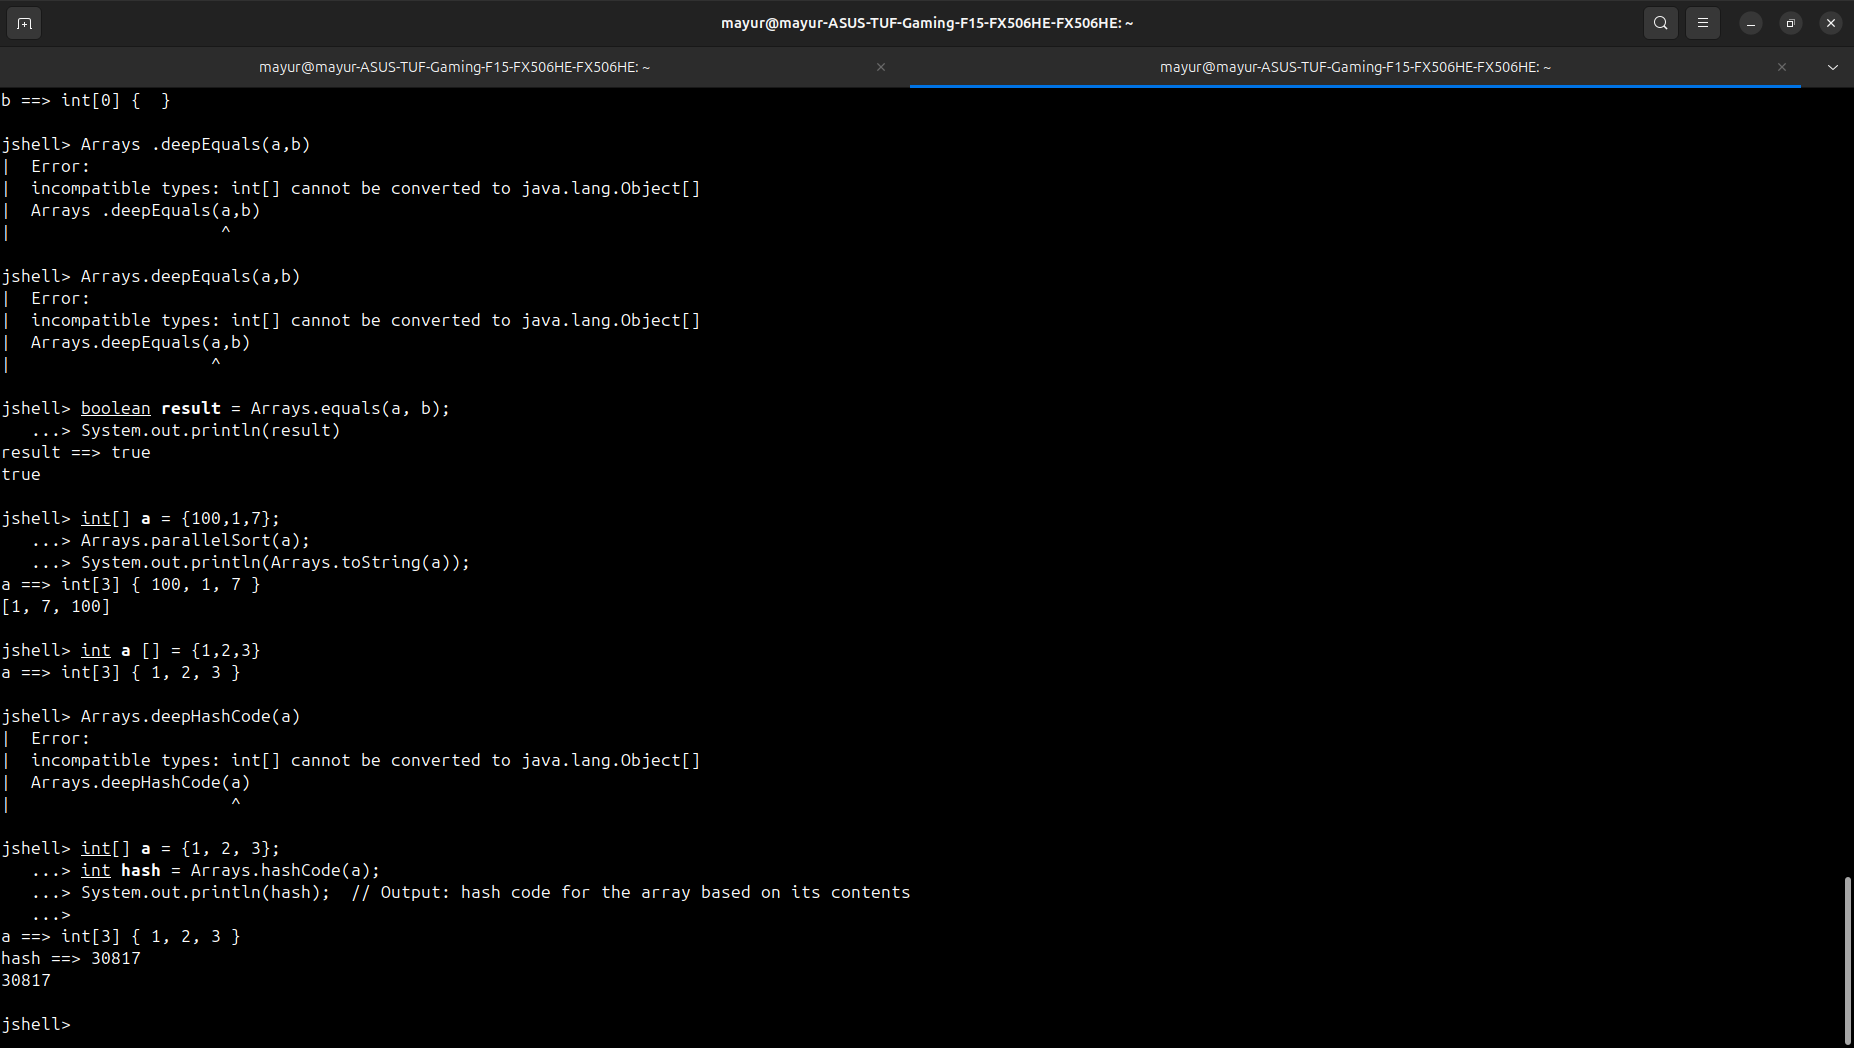 mayur@mayur-ASUS-TUF-Gaming-F15-FX506HE-FX506HE: ~
mayur@mayur-ASUS-TUF-Gaming-F15-FX506HE-FX506HE: ~
mayur@mayur-ASUS-TUF-Gaming-F15-FX506HE-FX506HE: ~
b ==> int[0] {  }
jshell> Arrays .deepEquals(a,b)
|  Error:
|  incompatible types: int[] cannot be converted to java.lang.Object[]
|  Arrays .deepEquals(a,b)
|                     ^
jshell> Arrays.deepEquals(a,b)
|  Error:
|  incompatible types: int[] cannot be converted to java.lang.Object[]
|  Arrays.deepEquals(a,b)
|                    ^
jshell> boolean result = Arrays.equals(a, b);
   ...> System.out.println(result)
result ==> true
true
jshell> int[] a = {100,1,7};
   ...> Arrays.parallelSort(a);
   ...> System.out.println(Arrays.toString(a));
a ==> int[3] { 100, 1, 7 }
[1, 7, 100]
jshell> int a [] = {1,2,3}
a ==> int[3] { 1, 2, 3 }
jshell> Arrays.deepHashCode(a)
|  Error:
|  incompatible types: int[] cannot be converted to java.lang.Object[]
|  Arrays.deepHashCode(a)
|                      ^
jshell> int[] a = {1, 2, 3};
   ...> int hash = Arrays.hashCode(a);
   ...> System.out.println(hash);  // Output: hash code for the array based on its contents
   ...>
a ==> int[3] { 1, 2, 3 }
hash ==> 30817
30817
jshell>